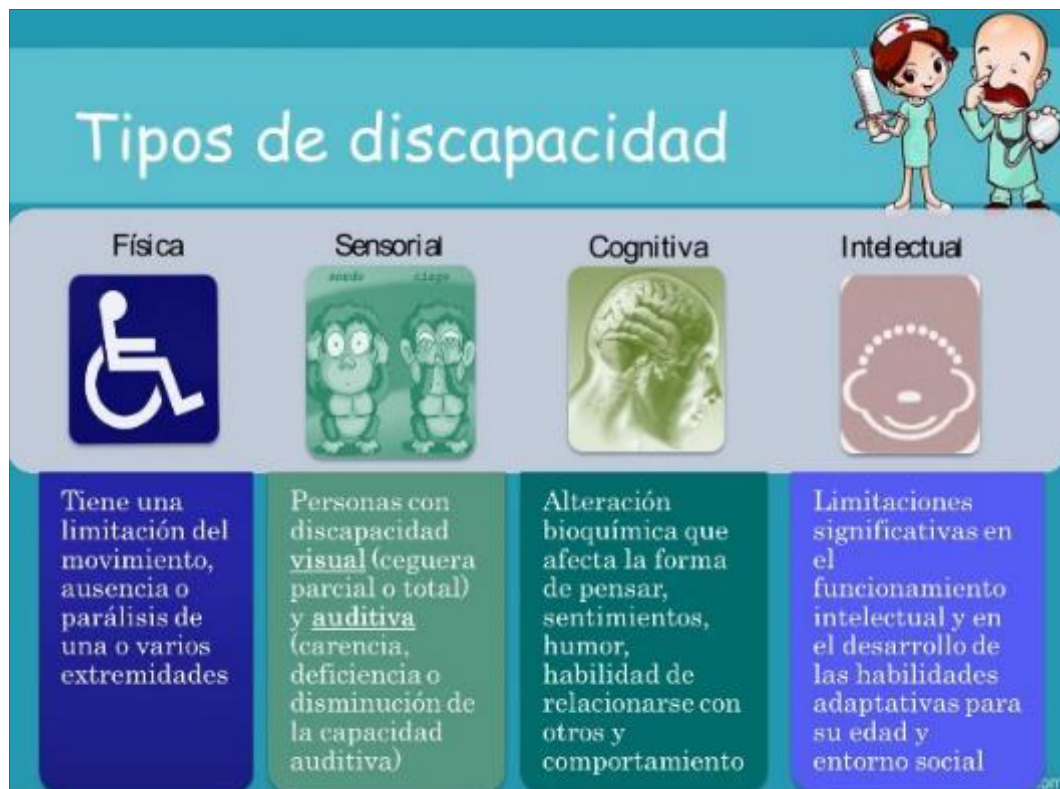 Tipos de discapacidad
Física
Sensorial
Cognitiva
Intelectual
sordo
ciego
Tiene una
limitación del
movimiento,
ausencia o
parálisis de
una o varios
extremidades
Personas con
discapacidad
visual (ceguera
parcial o total)
y auditiva
(carencia,
deficiencia o
disminución de
la capacidad
auditiva)
Alteración
bioquímica que
afecta la forma
de pensar,
sentimientos,
humor,
habilidad de
relacionarse con
otros y
comportamiento
Limitaciones
significativas en
el
funcionamiento
intelectual y en
el desarrollo de
las habilidades
adaptativas para
su edad y
entorno social